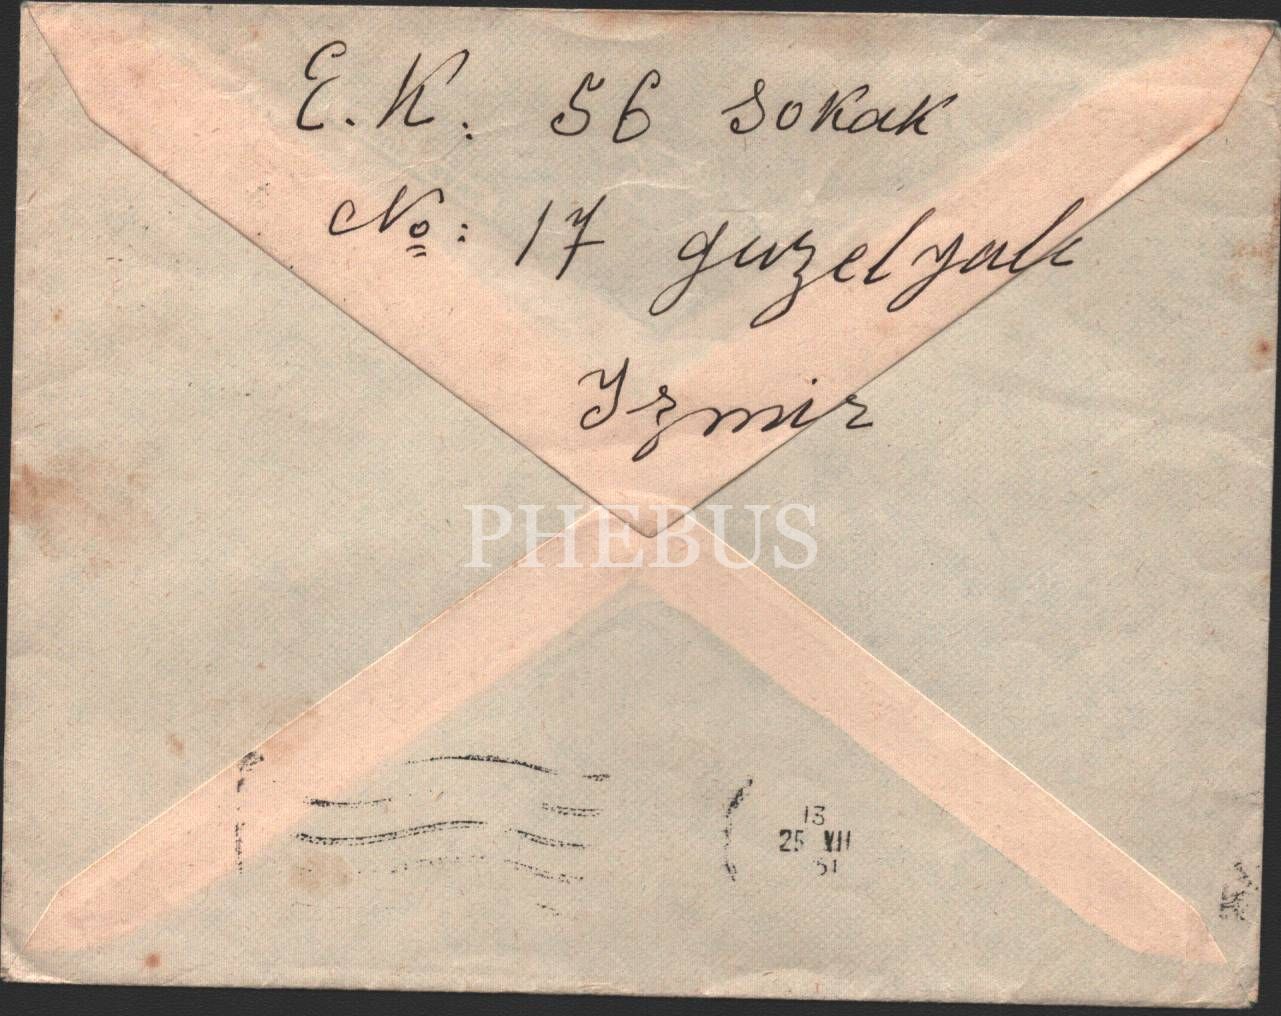 E.K. 56 sokak
No: 17 guzelyalı
Izmir
PHEBUS
13
25 VII
51